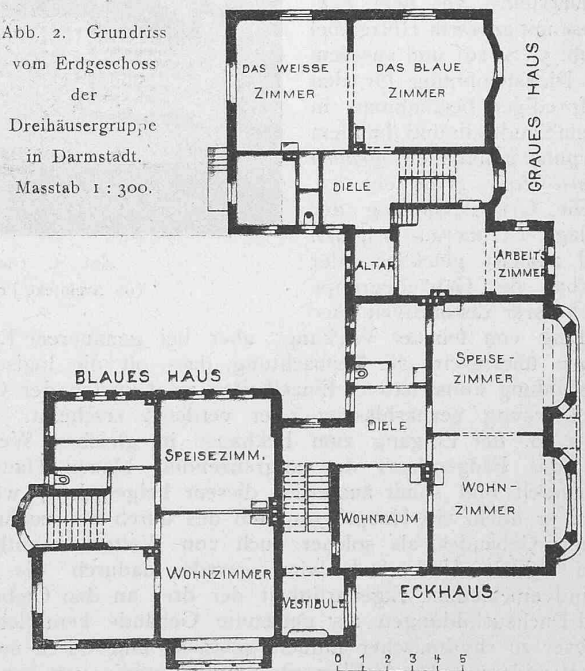 Abb. 2. Grundriss
vom Erdgeschoss
der
Dreihäusergruppe
in Darmstadt.
Masstab 1 : 300.
DAS WEISSE
ZIMMER
DAS BLAUE
ZIMMER
GRAUES HAUS
DIELE
ALTAR
ARBEITS
ZIMMER
SPEISE
ZIMMER
DIELE
WOHN-
ZIMMER
WOHNRAUM
ECKHAUS
BLAUES HAUS
SPEISEZIMM.
WOHNZIMMER
VESTIBULE
0 1 2 3 4 5